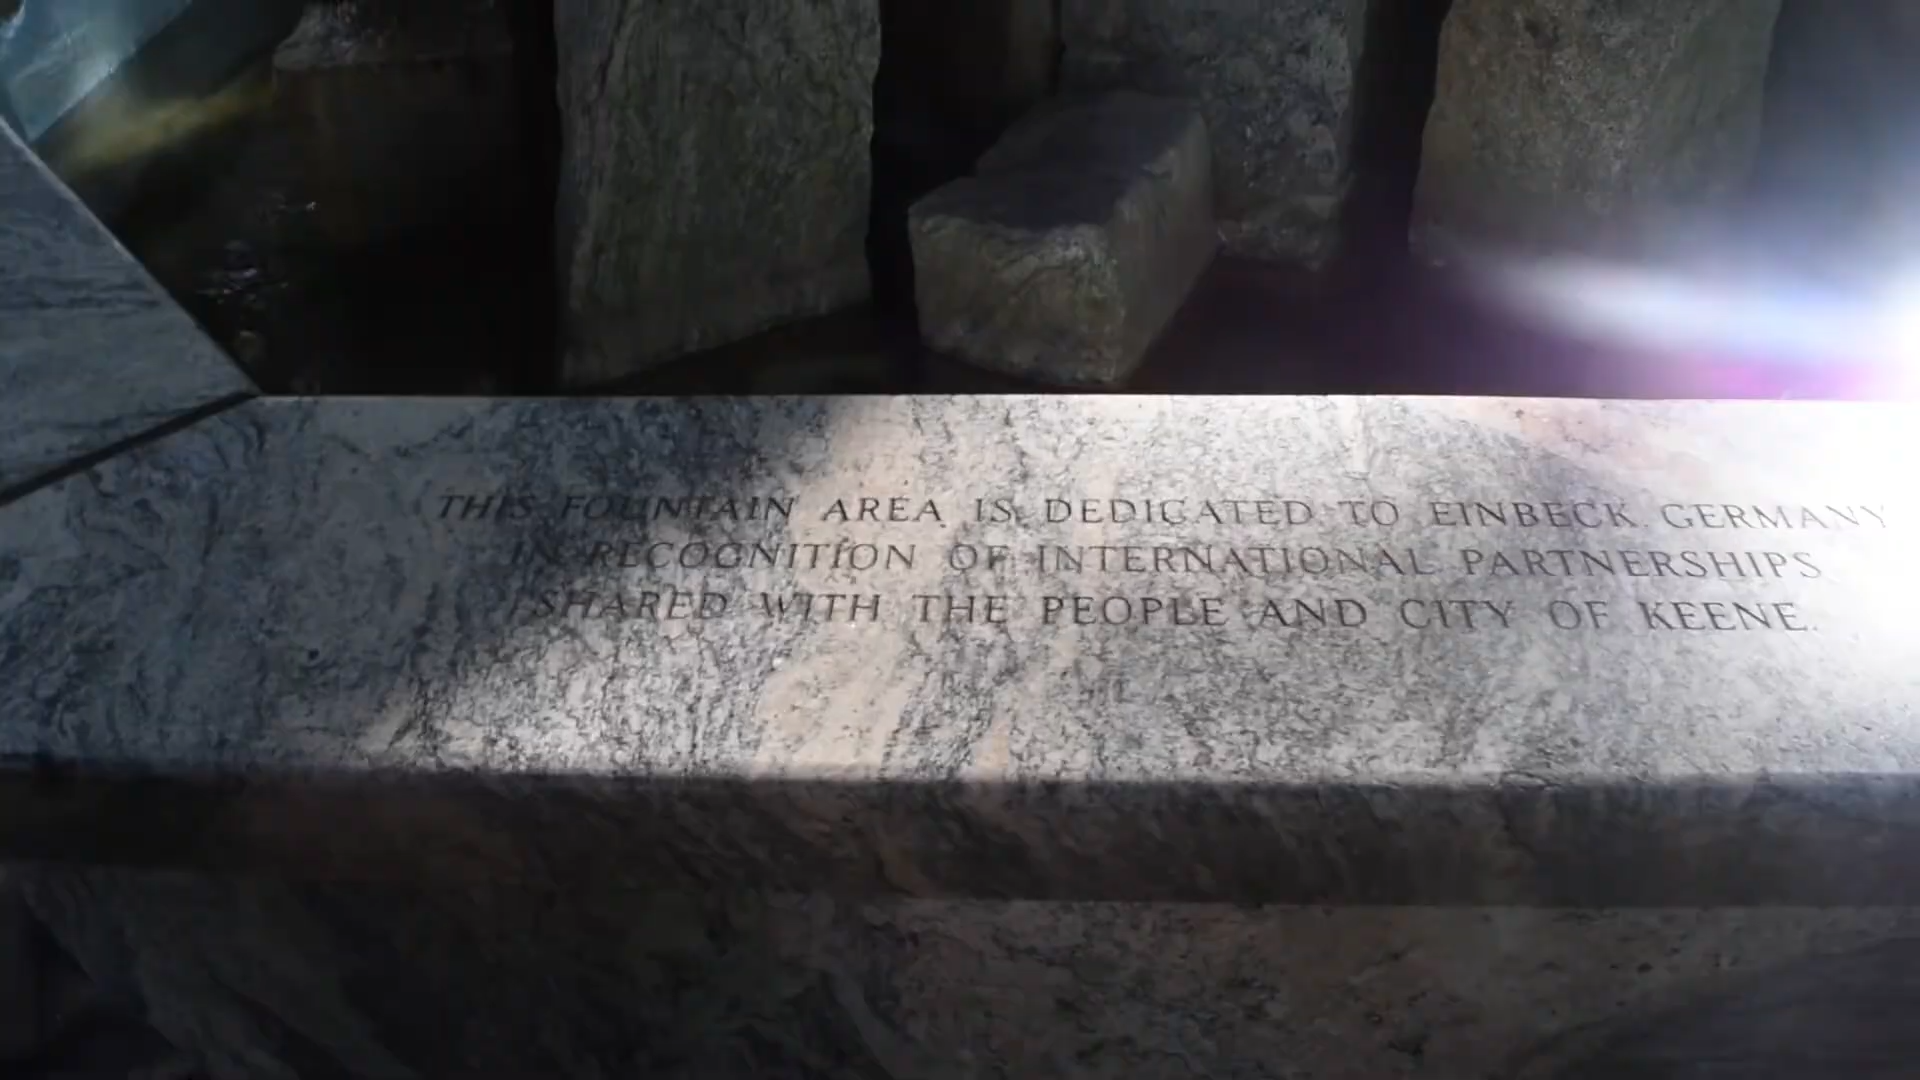 THIS FOUNTAIN AREA IS DEDICATED TO EINBECK, GERMANY
IN RECOGNITION OF INTERNATIONAL PARTNERSHIPS
SHARED WITH THE PEOPLE AND CITY OF KEENE.